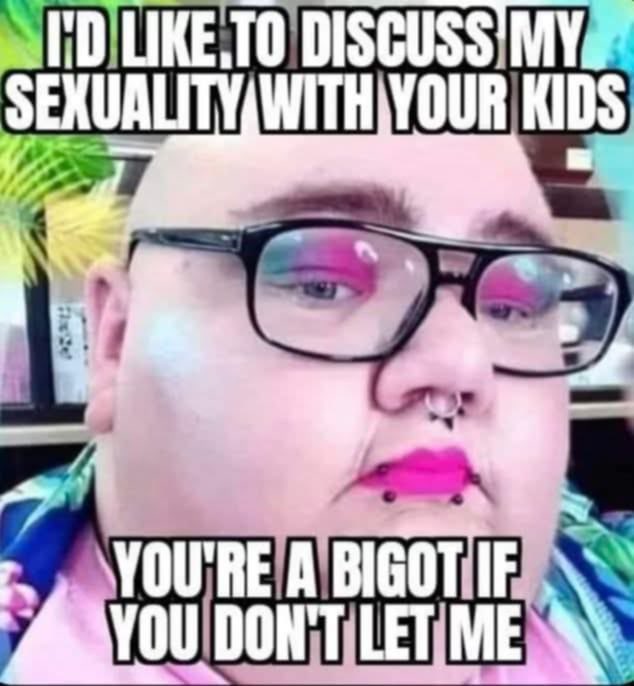 I'D LIKE TO DISCUSS MY
SEXUALITY WITH YOUR KIDS
YOU'RE A BIGOT IF
YOU DON'T LET ME